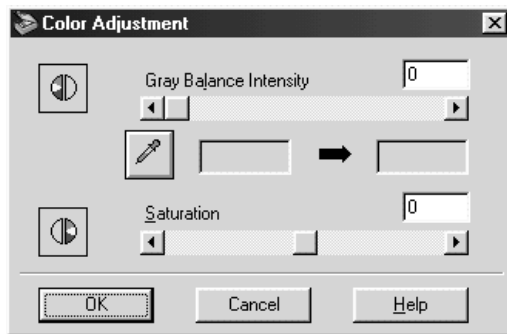 Color Adjustment
Gray Balance Intensity
0
Saturation
0
OK
Cancel
Help